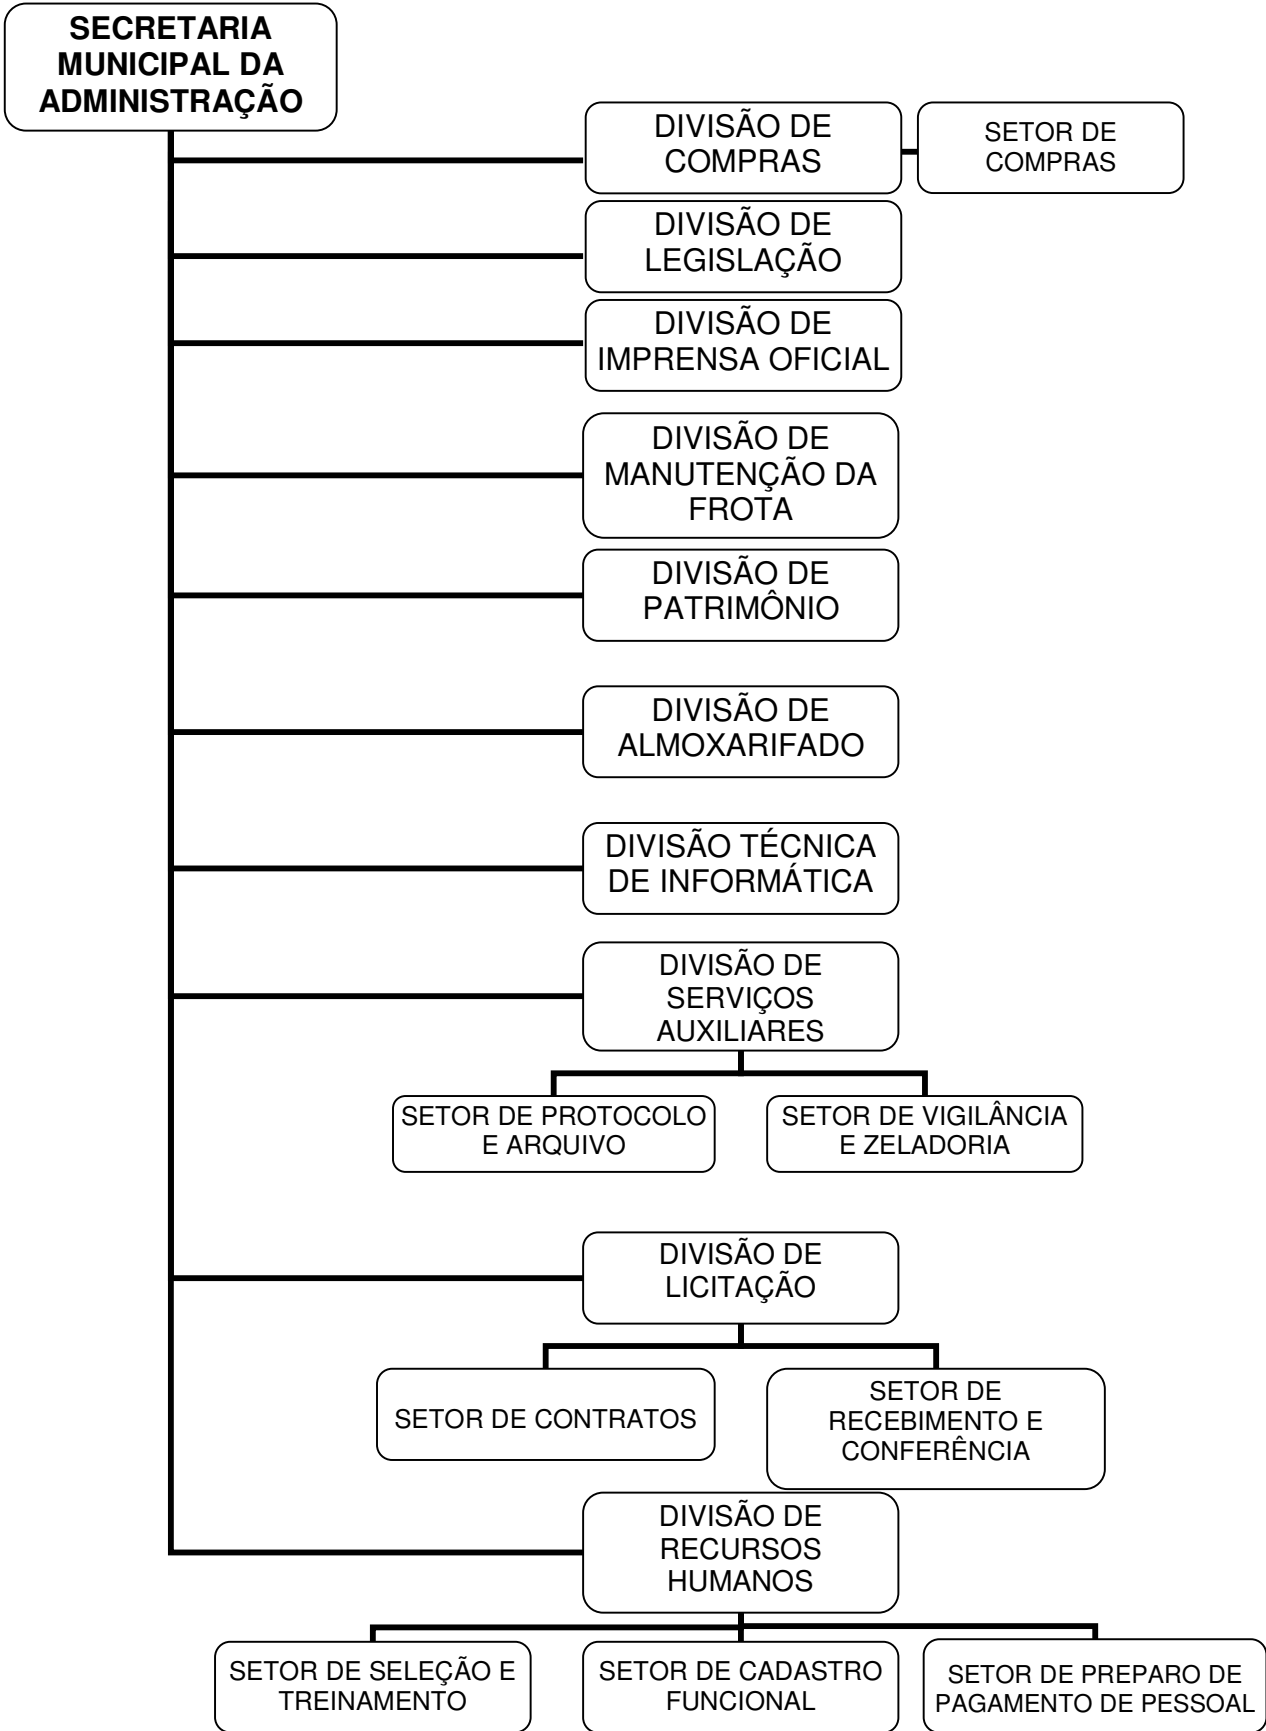 SECRETARIA
MUNICIPAL DA
ADMINISTRAÇÃO
DIVISÃO DE
COMPRAS
SETOR DE
COMPRAS
DIVISÃO DE
LEGISLAÇÃO
DIVISÃO DE
IMPRENSA OFICIAL
DIVISÃO DE
MANUTENÇÃO DA
FROTA
DIVISÃO DE
PATRIMÔNIO
DIVISÃO DE
ALMOXARIFADO
DIVISÃO TÉCNICA
DE INFORMÁTICA
DIVISÃO DE
SERVIÇOS
AUXILIARES
SETOR DE PROTOCOLO
E ARQUIVO
SETOR DE VIGILÂNCIA
E ZELADORIA
DIVISÃO DE
LICITAÇÃO
SETOR DE CONTRATOS
SETOR DE
RECEBIMENTO E
CONFERÊNCIA
DIVISÃO DE
RECURSOS
HUMANOS
SETOR DE SELEÇÃO E
TREINAMENTO
SETOR DE CADASTRO
FUNCIONAL
SETOR DE PREPARO DE
PAGAMENTO DE PESSOAL